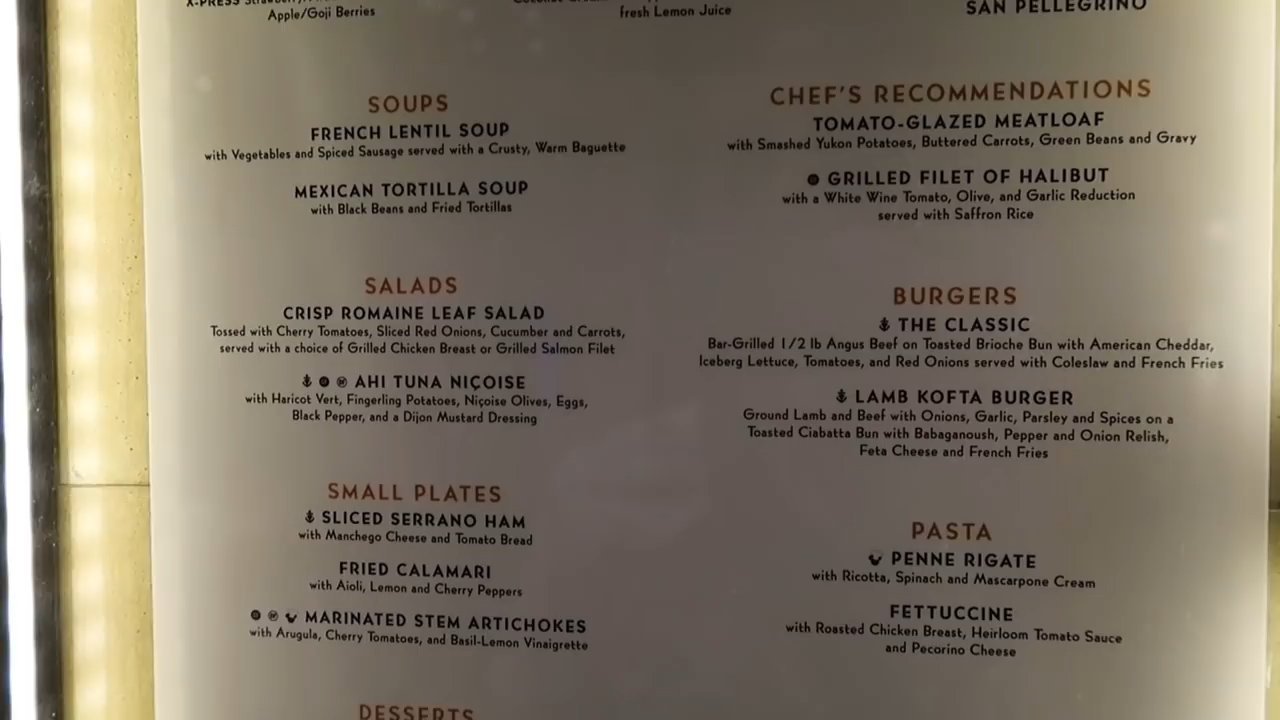 X-PRESS
Apple/Goji Berries
fresh Lemon Juice
SAN PELLEGRINO
SOUPS
FRENCH LENTIL SOUP
with Vegetables and Spiced Sausage served with a Crusty, Warm Baguette
MEXICAN TORTILLA SOUP
with Black Beans and Fried Tortillas
SALADS
CRISP ROMAINE LEAF SALAD
Tossed with Cherry Tomatoes, Sliced Red Onions, Cucumber and Carrots,
served with a choice of Grilled Chicken Breast or Grilled Salmon Filet
AHI TUNA NIÇOISE
with Haricot Vert, Fingerling Potatoes, Niçoise Olives, Eggs,
Black Pepper, and a Dijon Mustard Dressing
SMALL PLATES
SLICED SERRANO HAM
with Manchego Cheese and Tomato Bread
FRIED CALAMARI
with Aioli, Lemon and Cherry Peppers
MARINATED STEM ARTICHOKES
with Arugula, Cherry Tomatoes, and Basil-Lemon Vinaigrette
DESSERTS
CHEF'S RECOMMENDATIONS
TOMATO-GLAZED MEATLOAF
with Smashed Yukon Potatoes, Buttered Carrots, Green Beans and Gravy
GRILLED FILET OF HALIBUT
with a White Wine Tomato, Olive, and Garlic Reduction
served with Saffron Rice
BURGERS
THE CLASSIC
Bar-Grilled 1/2 lb Angus Beef on Toasted Brioche Bun with American Cheddar,
Iceberg Lettuce, Tomatoes, and Red Onions served with Coleslaw and French Fries
LAMB KOFTA BURGER
Ground Lamb and Beef with Onions, Garlic, Parsley and Spices on a
Toasted Ciabatta Bun with Babaganoush, Pepper and Onion Relish,
Feta Cheese and French Fries
PASTA
PENNE RIGATE
with Ricotta, Spinach and Mascarpone Cream
FETTUCCINE
with Roasted Chicken Breast, Heirloom Tomato Sauce
and Pecorino Cheese